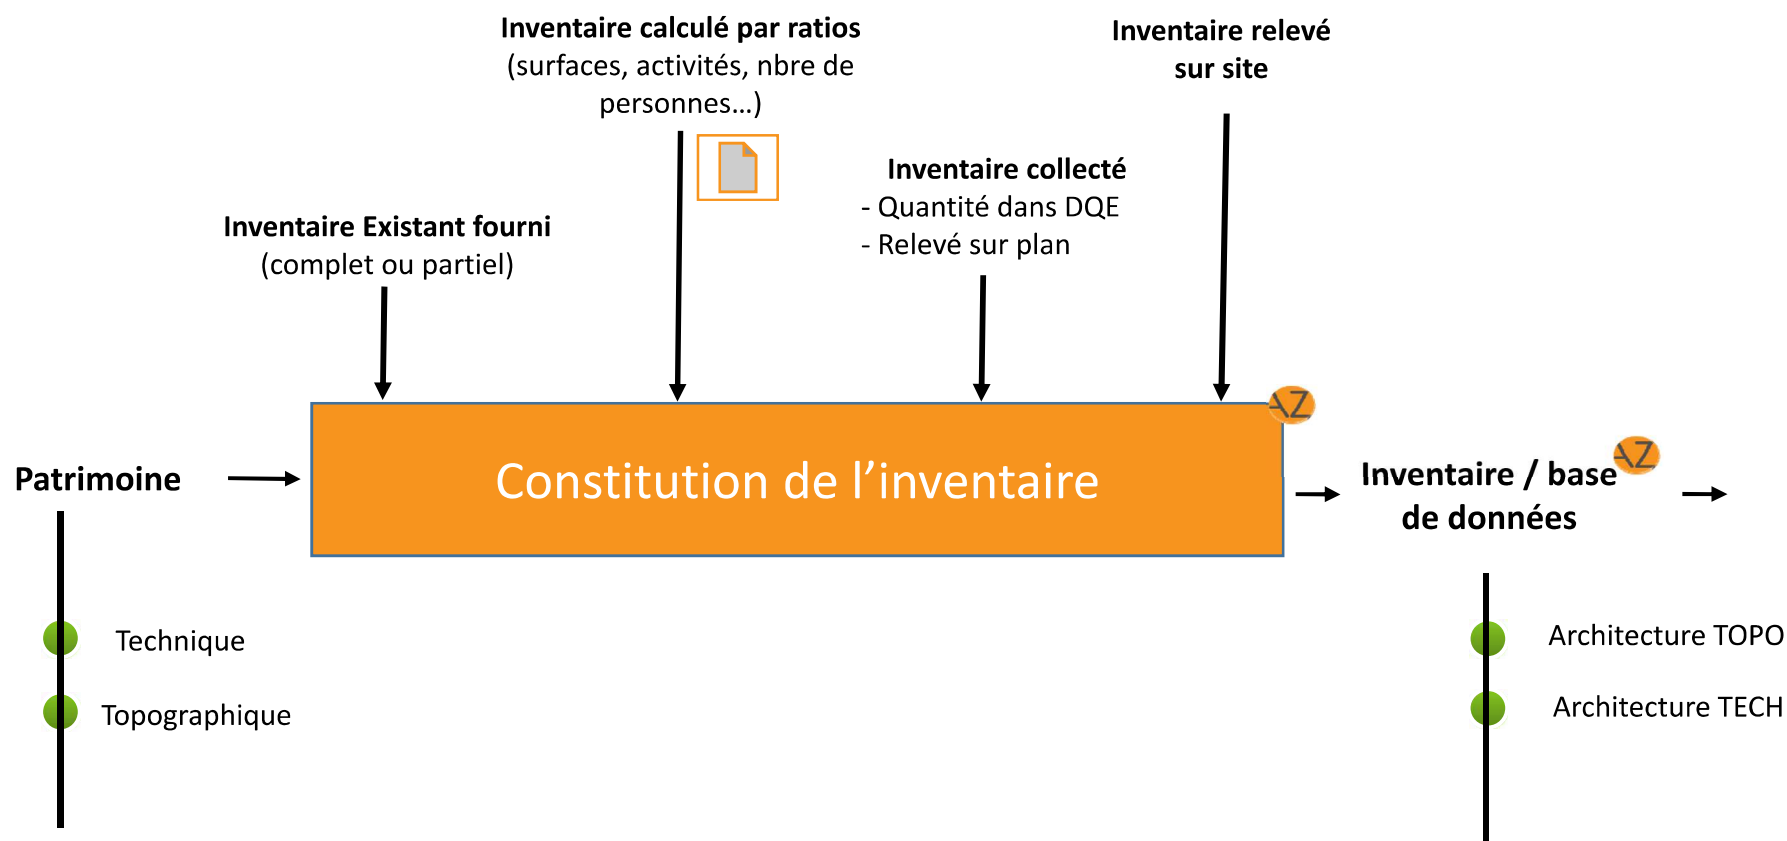 Inventaire calculé par ratios
(surfaces, activités, nbre de
personnes…)
Inventaire relevé
sur site
Inventaire collecté
- Quantité dans DQE
- Relevé sur plan
Inventaire Existant fourni
(complet ou partiel)
AZ
Constitution de l’inventaire
Patrimoine
AZ
Inventaire / base
de données
Technique
Topographique
Architecture TOPO
Architecture TECH